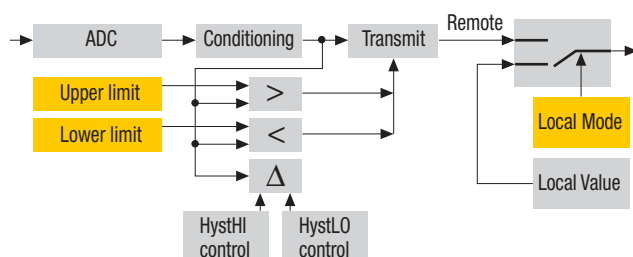 Remote
ADC
Conditioning
Transmit
Upper limit
>
Lower limit
<
Local Mode
Δ
Local Value
HystHI
control
HystLO
control